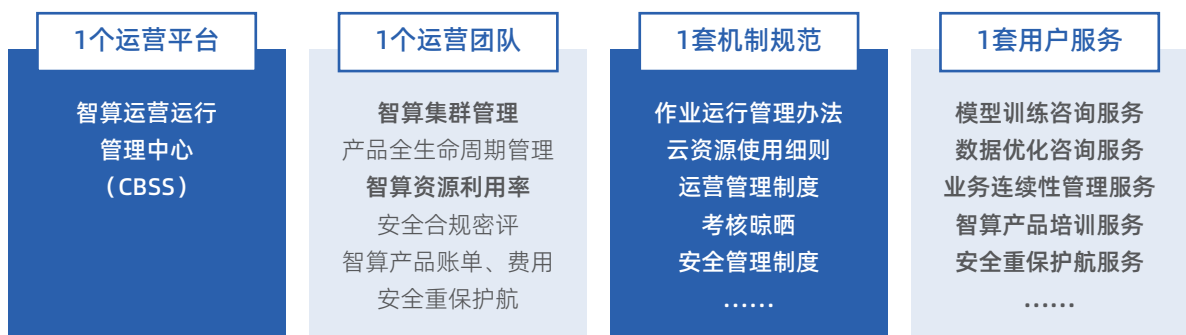 1个运营平台
智算运营运行
管理中心
（CBSS）
1个运营团队
智算集群管理
产品全生命周期管理
智算资源利用率
安全合规密评
智算产品账单、费用
安全重保护航
1套机制规范
作业运行管理办法
云资源使用细则
运营管理制度
考核晾晒
安全管理制度
......
1套用户服务
模型训练咨询服务
数据优化咨询服务
业务连续性管理服务
智算产品培训服务
安全重保护航服务
......